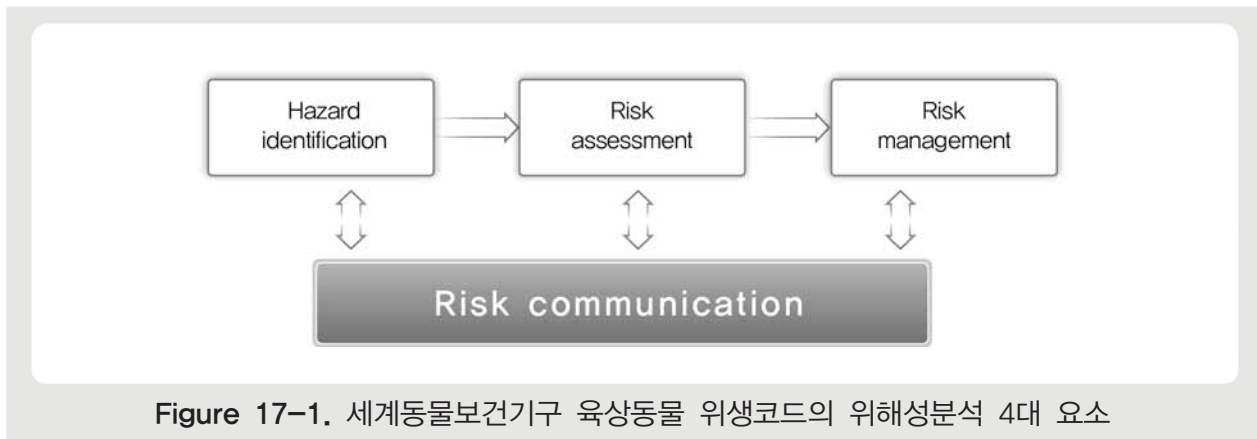 Hazard
identification
Risk
assessment
Risk
management
Risk communication
Figure 17-1. 세계동물보건기구 육상동물 위생코드의 위해성분석 4대 요소